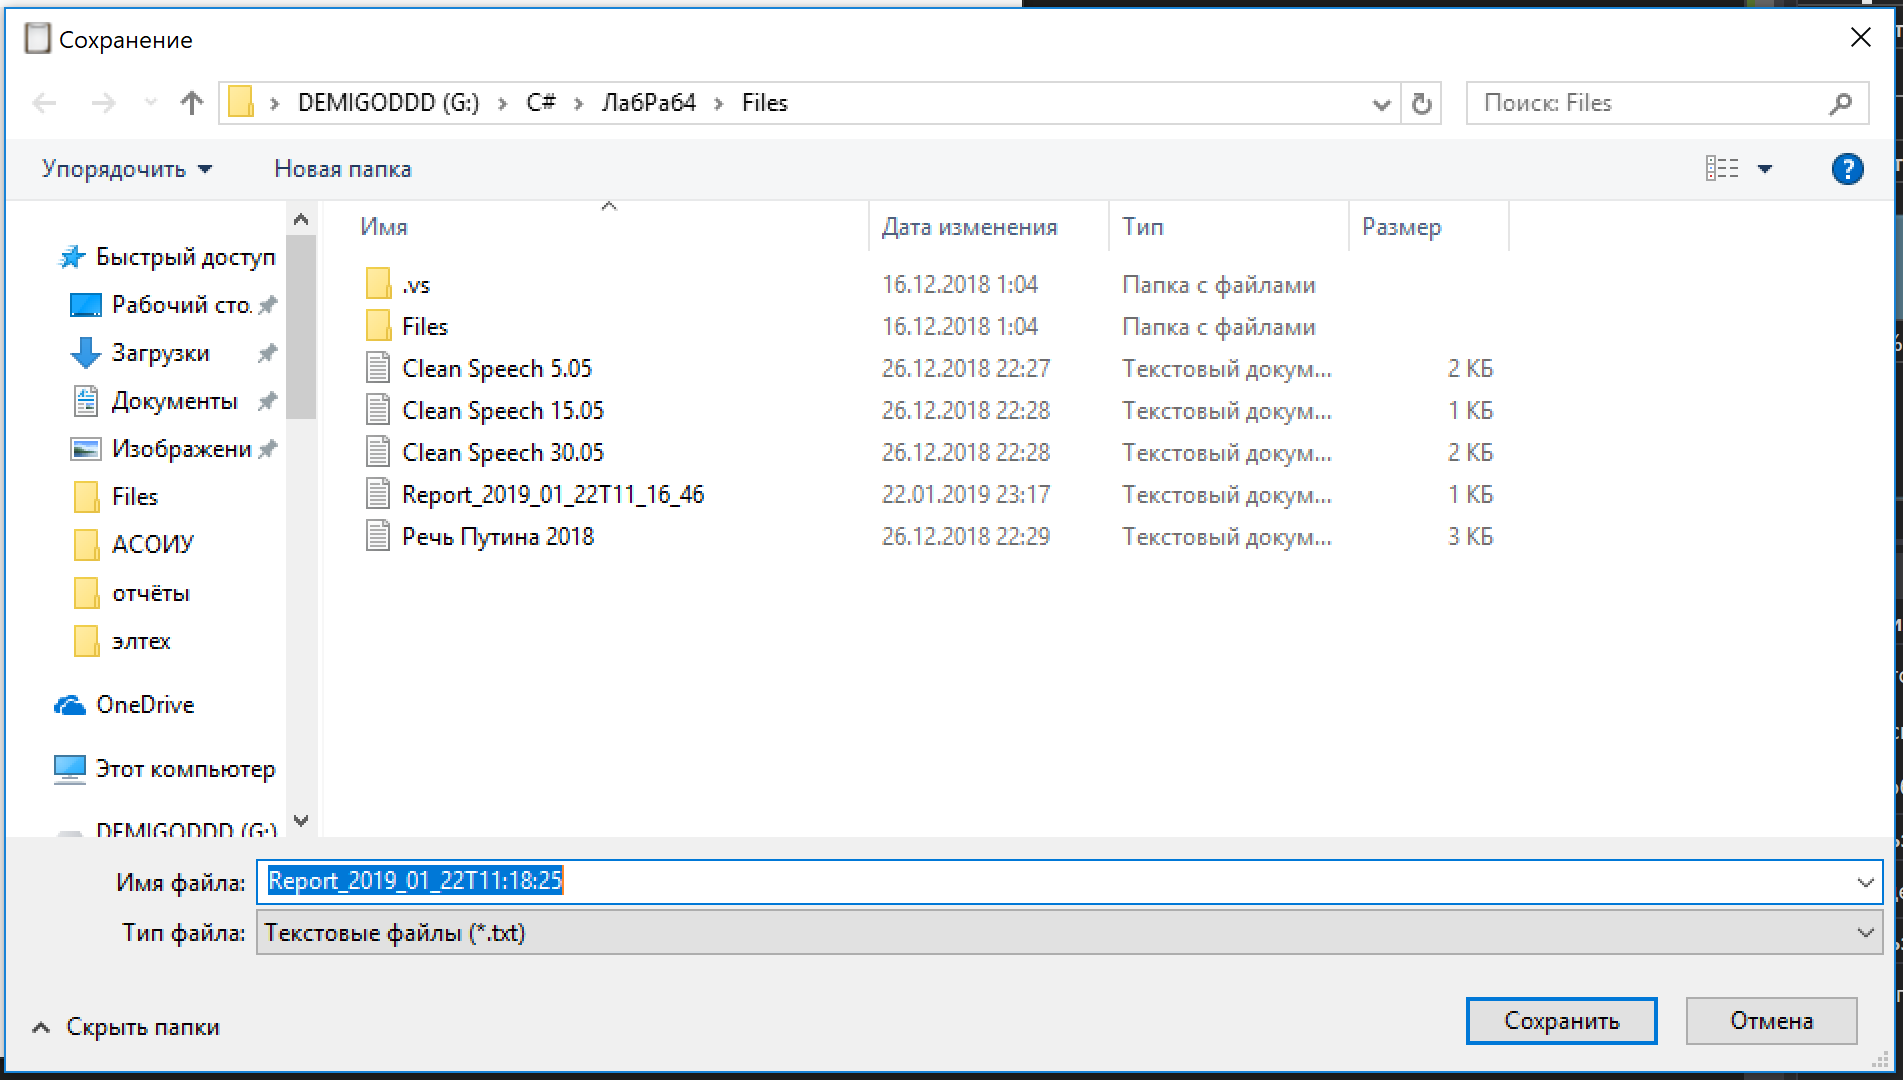 Сохранение
DEMIGODDD (G:) > C# > Ла6Ра64 > Files
Поиск: Files
Упорядочить
Новая папка
Имя
Дата изменения
Тип
Размер
.vs 16.12.2018 1:04 Папка с файлами
Files 16.12.2018 1:04 Папка с файлами
Clean Speech 5.05 26.12.2018 22:27 Текстовый докум... 2 КБ
Clean Speech 15.05 26.12.2018 22:28 Текстовый докум... 1 КБ
Clean Speech 30.05 26.12.2018 22:28 Текстовый докум... 2 КБ
Report_2019_01_22T11_16_46 22.01.2019 23:17 Текстовый докум... 1 КБ
Речь Путина 2018 26.12.2018 22:29 Текстовый докум... 3 КБ
Быстрый доступ
Рабочий сто.
Загрузки
Документы
Изображени
Files
АСОИУ
отчёты
элтех
OneDrive
Этот компьютер
DEMIGODDD (G:)
Имя файла: Report_2019_01_22T11:18:25
Тип файла: Текстовые файлы (*.txt)
Скрыть папки
Сохранить
Отмена